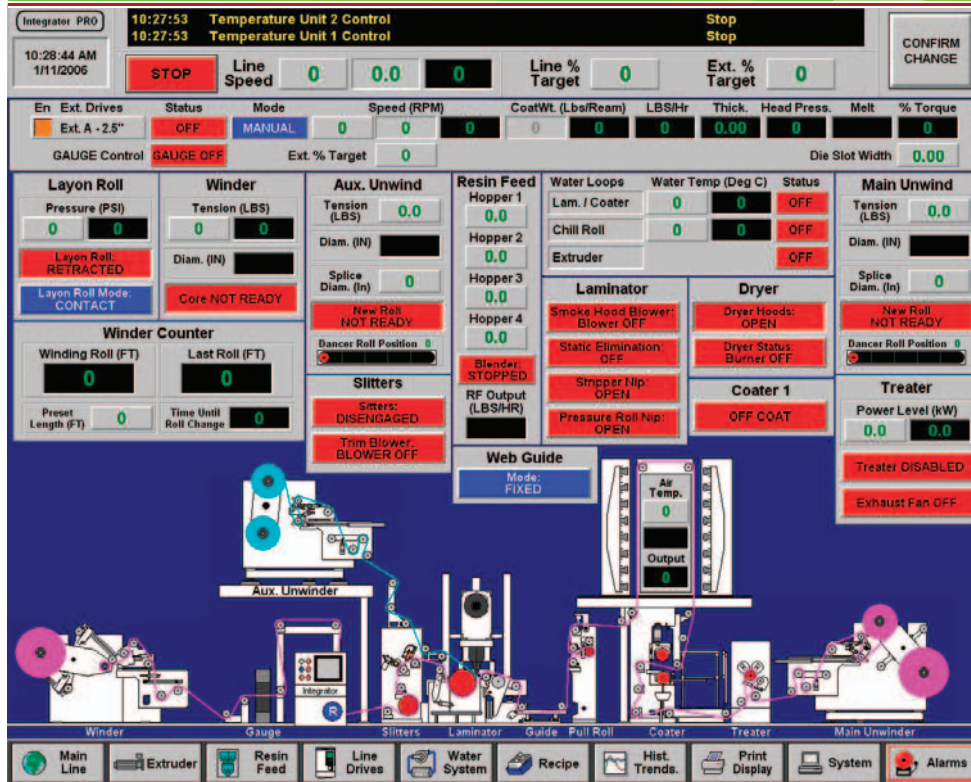 Integrator PRO
10:27:53 Temperature Unit 2 Control Stop
10:27:53 Temperature Unit 1 Control Stop
10:28:44 AM
1/11/2006
STOP
Line Speed 0 0.0 0
Line % Target 0
Ext. % Target 0
CONFIRM CHANGE
En Ext. Drives Status Mode Speed (RPM) CoatWt. (Lbs/Ream) LBS/Hr Thick. Head Press. Melt % Torque
Ext. A - 2.5" OFF MANUAL 0 0 0 0 0 0 0.00 0 0
GAUGE Control GAUGE OFF Ext. % Target 0 Die Slot Width 0.00
Layon Roll
Pressure (PSI)
0 0
Layon Roll:
RETRACTED
Layon Roll Mode:
CONTACT
Winder
Tension (LBS)
0 0
Diam. (IN)
Core NOT READY
Winder Counter
Winding Roll (FT) Last Roll (FT)
0 0
Preset Length (FT) 0 Time Until Roll Change 0
Aux. Unwind
Tension (LBS) 0.0
Diam. (IN)
Splice Diam. (In) 0
New Roll
NOT READY
Dancer Roll Position 0
Slitters
Sitters:
DISENGAGED
Trim Blower:
BLOWER OFF
Resin Feed
Hopper 1
0.0
Hopper 2
0.0
Hopper 3
0.0
Hopper 4
0.0
Blender:
STOPPED
RF Output
(LBS/HR)
Web Guide
Mode:
FIXED
Water Loops Water Temp (Deg C) Status
Lam. / Coater 0 0 OFF
Chill Roll 0 0 OFF
Extruder OFF
Laminator
Smoke Hood Blower:
Blower OFF
Static Elimination:
OFF
Stripper Nip:
OPEN
Pressure Roll Nip:
OPEN
Dryer
Dryer Hoods:
OPEN
Dryer Status:
Burner OFF
Coater 1
OFF COAT
Main Unwind
Tension (LBS) 0.0
Diam. (IN)
Splice Diam. (In) 0
New Roll
NOT READY
Dancer Roll Position 0
Treater
Power Level (kW)
0.0 0.0
Treater DISABLED
Exhaust Fan OFF
Air Temp.
0
Output
0
Aux. Unwinder
Integrator
R
Winder Gauge Slitters Laminator Guide Pull Roll Coater Treater Main Unwinder
Main Line Extruder Resin Feed Line Drives Water System Recipe Hist. Trends. Print Display System Alarms